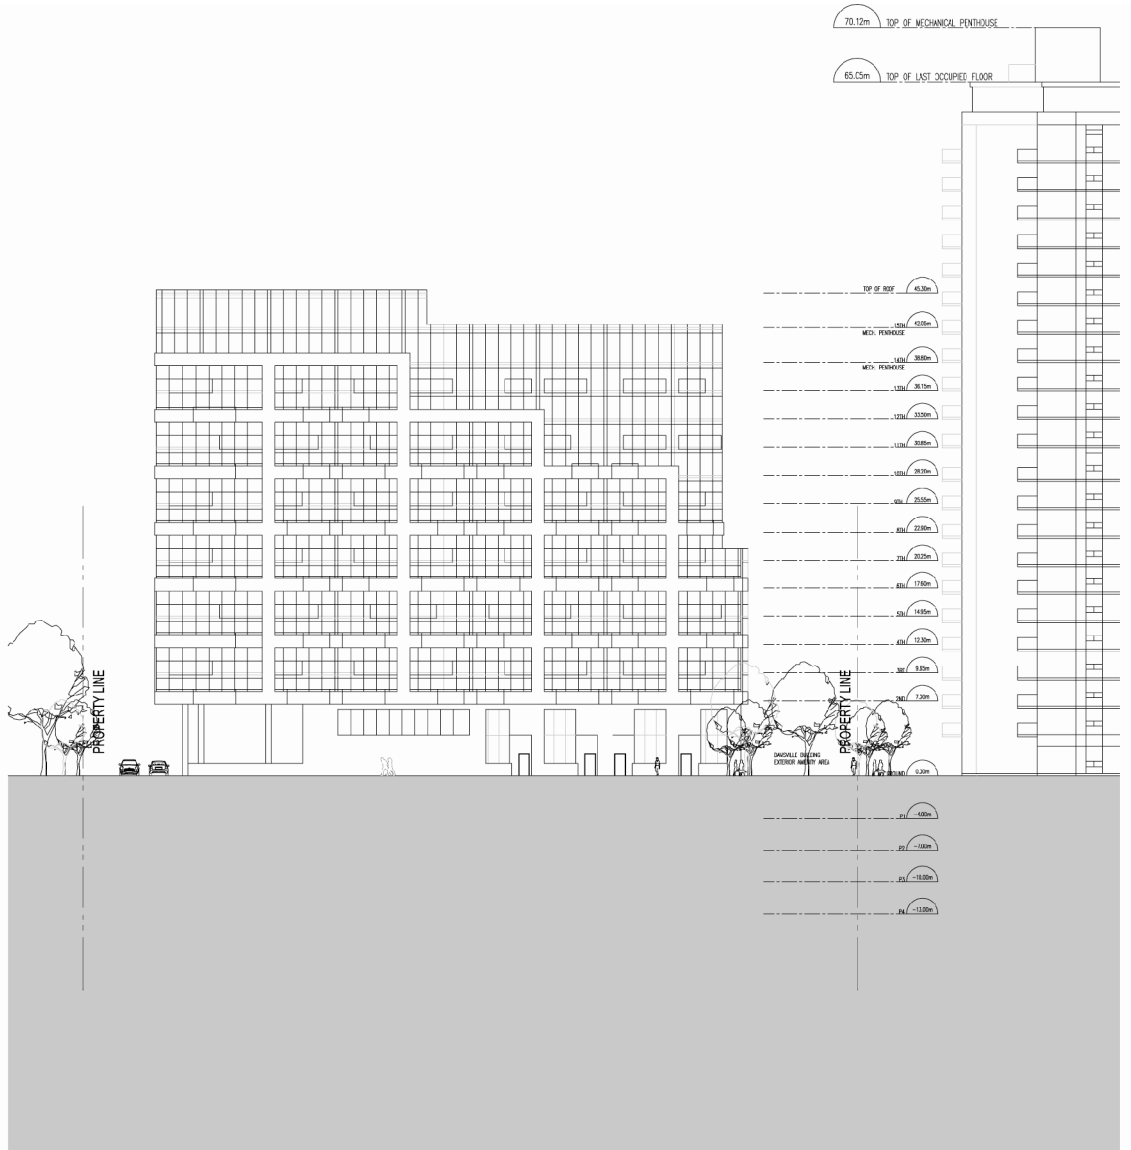 70.12m TOP OF MECHANICAL PENTHOUSE
65.05m TOP OF LAST OCCUPIED FLOOR
TOP OF ROOF 45.30m
15TH 42.05m
MECH. PENTHOUSE
14TH 38.80m
MECH. PENTHOUSE
13TH 36.15m
12TH 33.50m
11TH 30.85m
10TH 28.20m
9TH 25.55m
8TH 22.90m
7TH 20.25m
6TH 17.60m
5TH 14.95m
4TH 12.30m
3RD 9.65m
2ND 7.00m
PROPERTY LINE
PROPERTY LINE
BUILDING
EXTERIOR AMENITY AREA
GROUND 0.00m
P1 -4.00m
P2 -7.00m
P3 -10.00m
P4 -13.00m